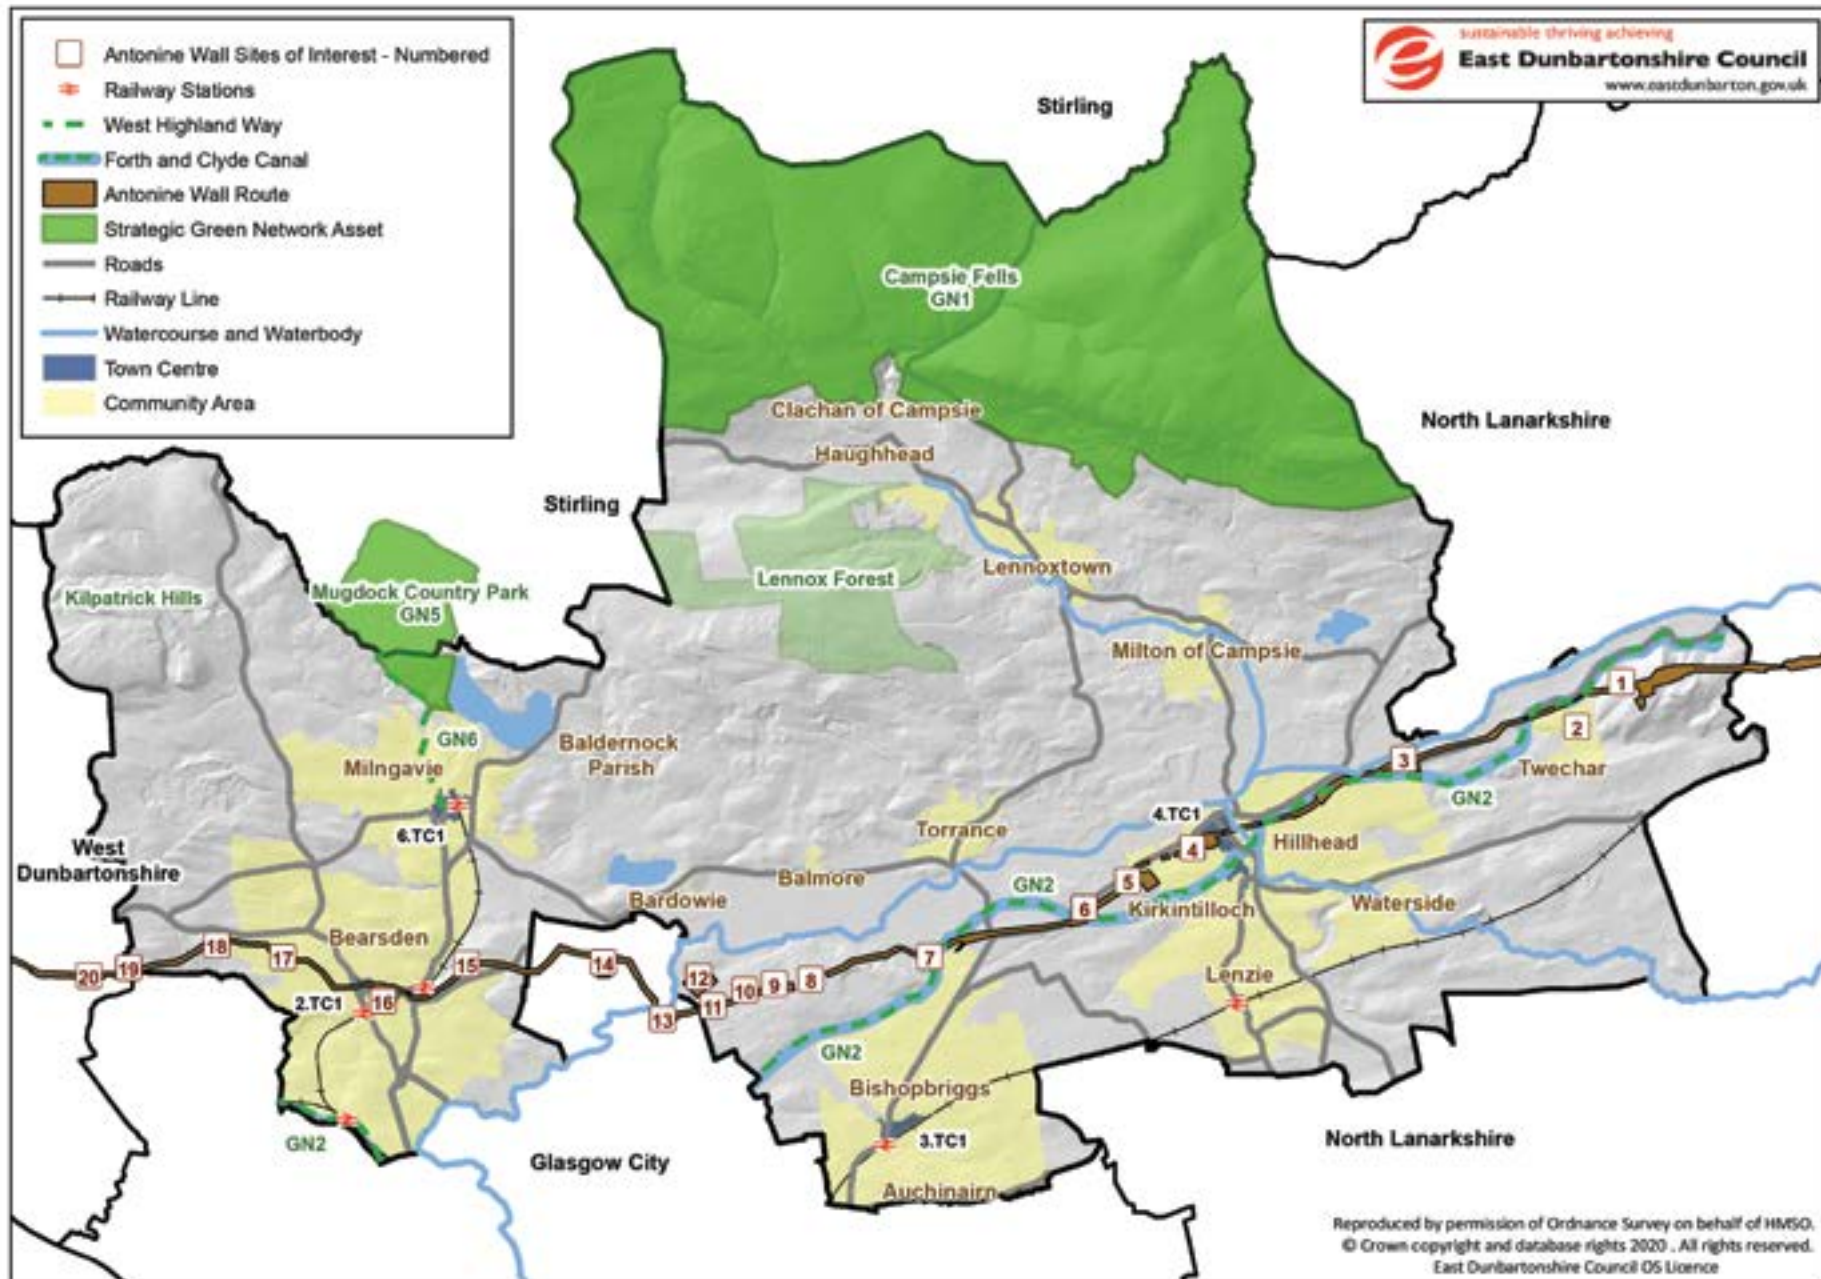 Antonine Wall Sites of Interest - Numbered
Railway Stations
West Highland Way
Forth and Clyde Canal
Antonine Wall Route
Strategic Green Network Asset
Roads
Railway Line
Watercourse and Waterbody
Town Centre
Community Area
sustainable thriving achieving
East Dunbartonshire Council
www.eastdunbarton.gov.uk
Stirling
Campsie Fells
GN1
Clachan of Campsie
North Lanarkshire
Haughhead
Stirling
Lennoxtown
Lennox Forest
Kilpatrick Hills
Mugdock Country Park
GN5
Milton of Campsie
1
2
GN6
Baldernock
Parish
Milngavie
3
Twechar
GN2
6.TC1
Torrance
4.TC1
Hillhead
4
West
Dunbartonshire
Balmore
5
GN2
Bardowie
6
Kirkintilloch
Waterside
Bearsden
18
17
15
14
7
20
19
12
10
9
8
Lenzie
2.TC1
16
11
13
GN2
Bishopbriggs
GN2
3.TC1
North Lanarkshire
Glasgow City
Auchinairn
Reproduced by permission of Ordnance Survey on behalf of HMSO.
© Crown copyright and database rights 2020 . All rights reserved.
East Dunbartonshire Council OS Licence